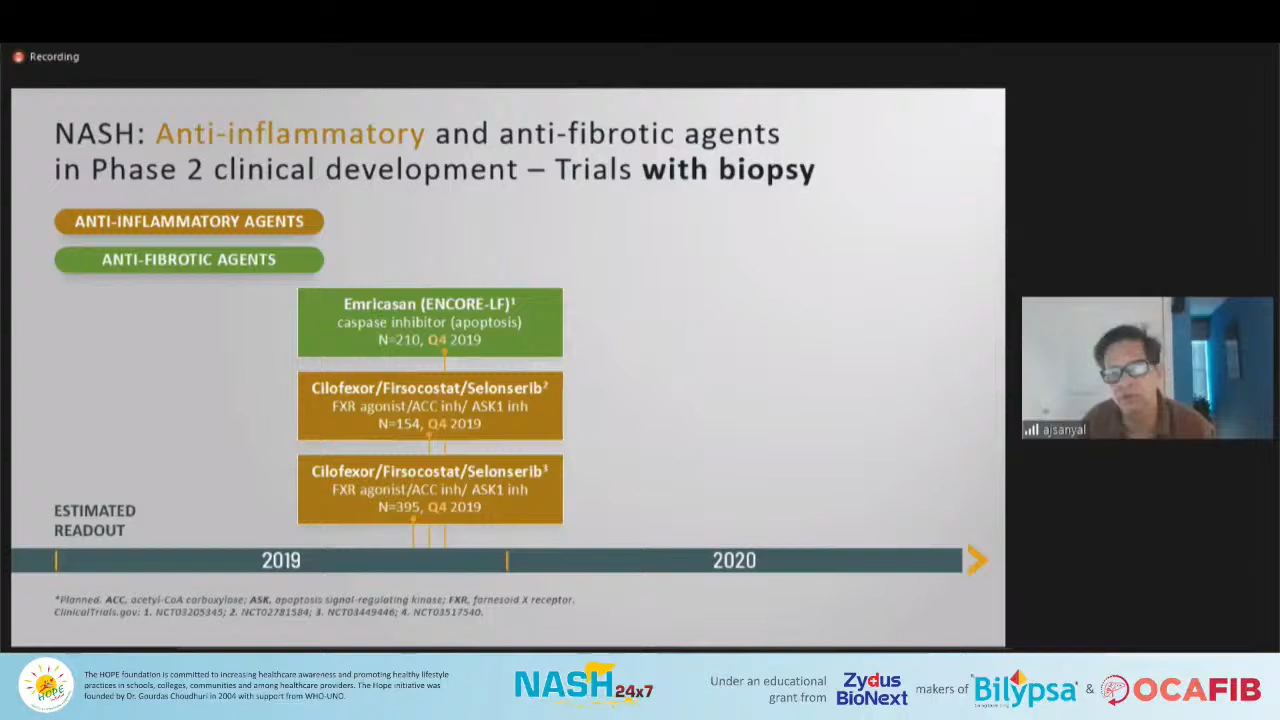 Recording
NASH: Anti-inflammatory and anti-fibrotic agents
in Phase 2 clinical development – Trials with biopsy
ANTI-INFLAMMATORY AGENTS
ANTI-FIBROTIC AGENTS
Emricasan (ENCORE-LF)¹
caspase inhibitor (apoptosis)
N=210, Q4 2019
Cilofexor/Firsocostat/Selonserib²
FXR agonist/ACC inh/ ASK1 inh
N=154, Q4 2019
Cilofexor/Firsocostat/Selonserib³
FXR agonist/ACC inh/ ASK1 inh
N=395, Q4 2019
ESTIMATED
READOUT
2019
2020
*Planned. ACC, acetyl-CoA carboxylase; ASK, apoptosis signal-regulating kinase; FXR, farnesoid X receptor.
ClinicalTrials.gov: 1. NCT03205345; 2. NCT02781584; 3. NCT03449446; 4. NCT03517540.
ajsanyal
HOPE
The HOPE foundation is committed to increasing healthcare awareness and promoting healthy lifestyle
practices in schools, colleges, communities and among healthcare providers. The Hope initiative was
founded by Dr. Gourdas Choudhuri in 2004 with support from WHO-UNO.
NASH 24x7
Under an educational
grant from
Zydus
BioNext
makers of
Bilypsa
&
OCAFIB